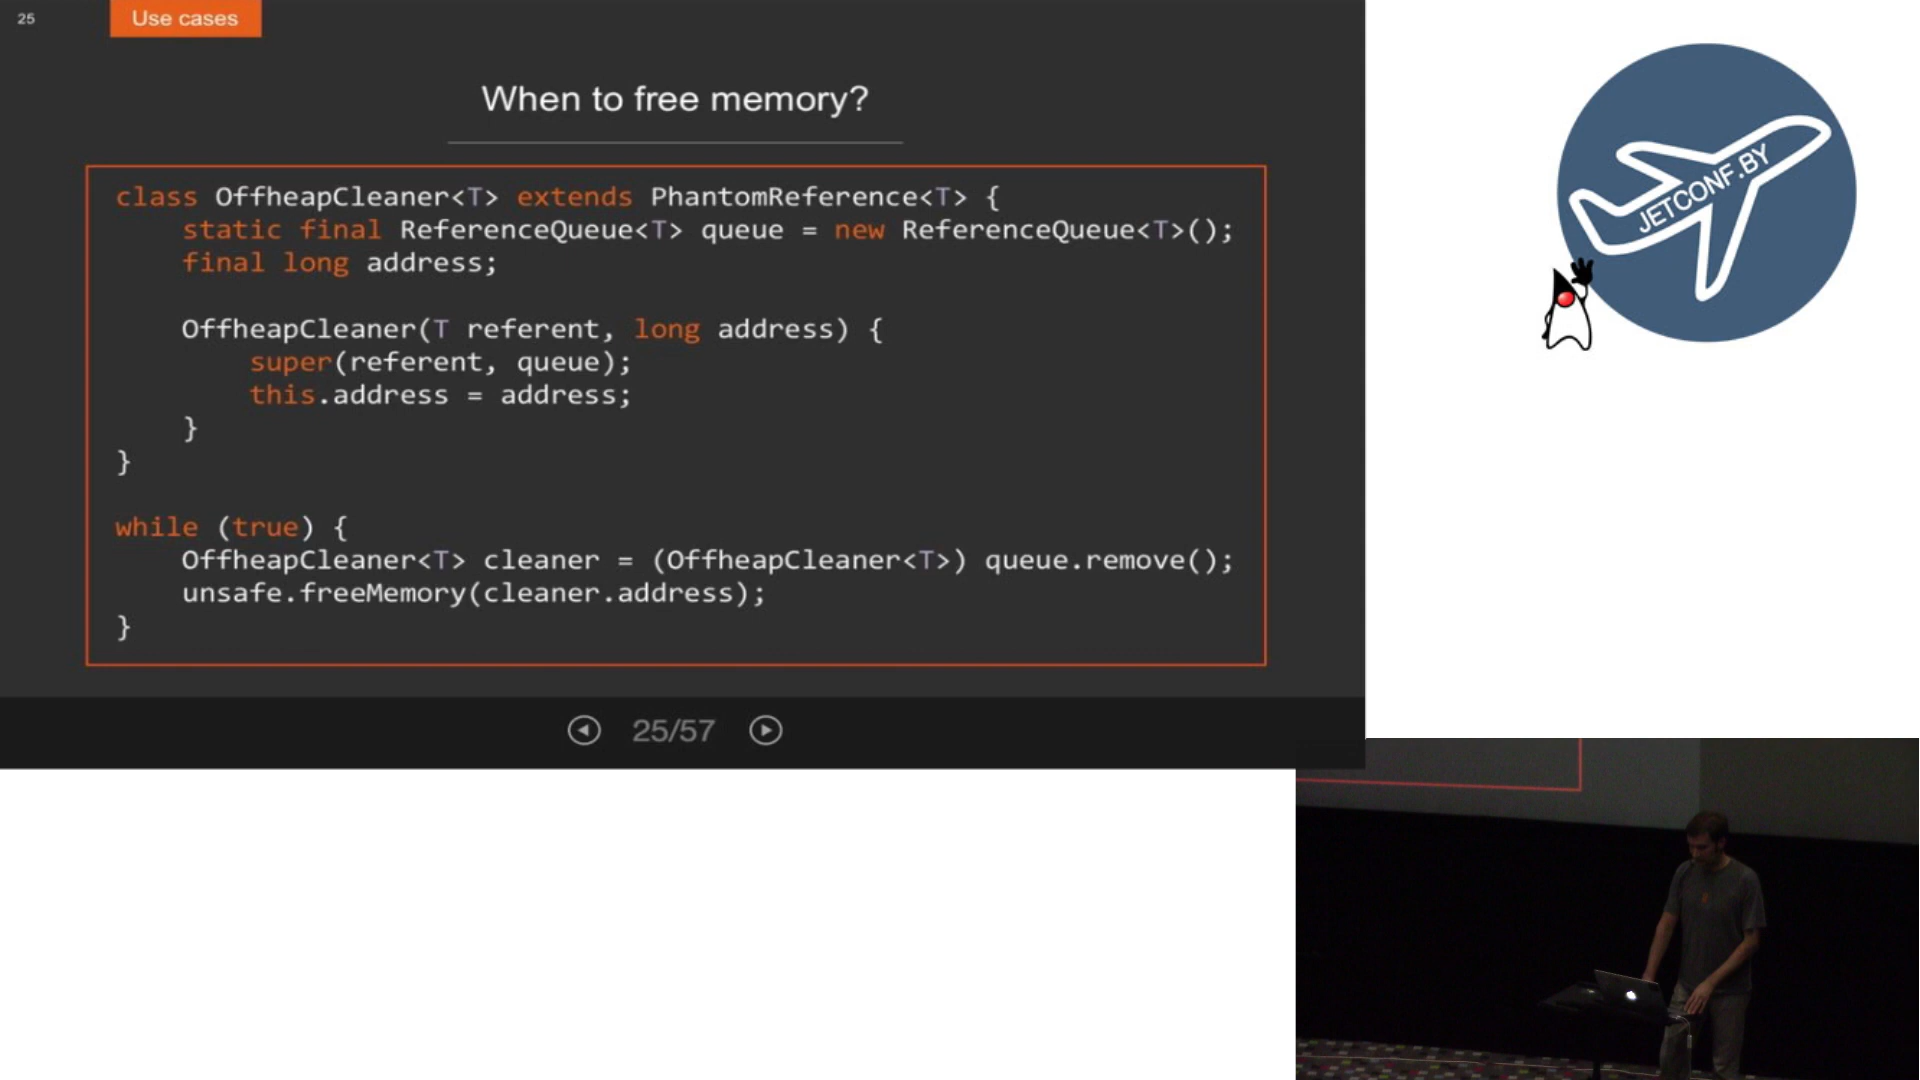 25
Use cases
When to free memory?
class OffheapCleaner<T> extends PhantomReference<T> {
static final ReferenceQueue<T> queue = new ReferenceQueue<T>();
final long address;
OffheapCleaner(T referent, long address) {
super(referent, queue);
this.address = address;
}
}
while (true) {
OffheapCleaner<T> cleaner = (OffheapCleaner<T>) queue.remove();
unsafe.freeMemory(cleaner.address);
}
25/57
JETCONF.BY